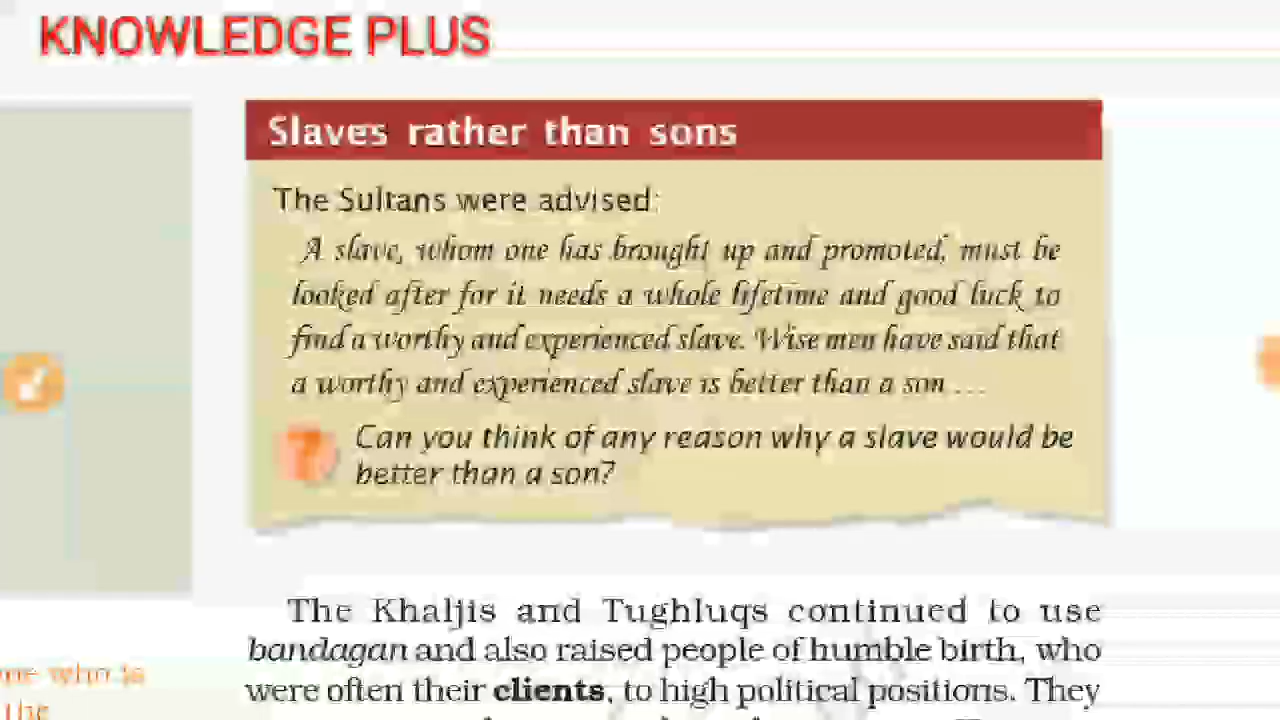 KNOWLEDGE PLUS
Slaves rather than sons
The Sultans were advised:
A slave, whom one has brought up and promoted, must be
looked after for it needs a whole lifetime and good luck to
find a worthy and experienced slave. Wise men have said that
a worthy and experienced slave is better than a son ...
? Can you think of any reason why a slave would be
better than a son?
The Khaljis and Tughluqs continued to use
bandagan and also raised people of humble birth, who
who is
were often their clients, to high political positions. They
the